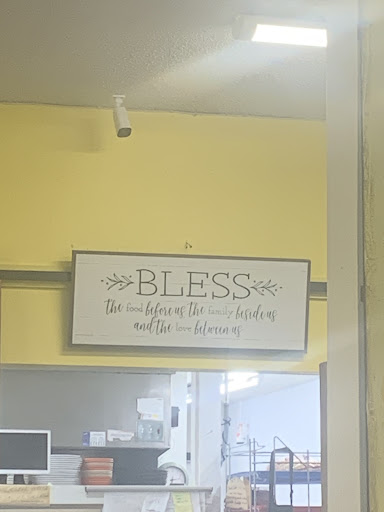 BLESS
the food before us the family beside us
and the love between us